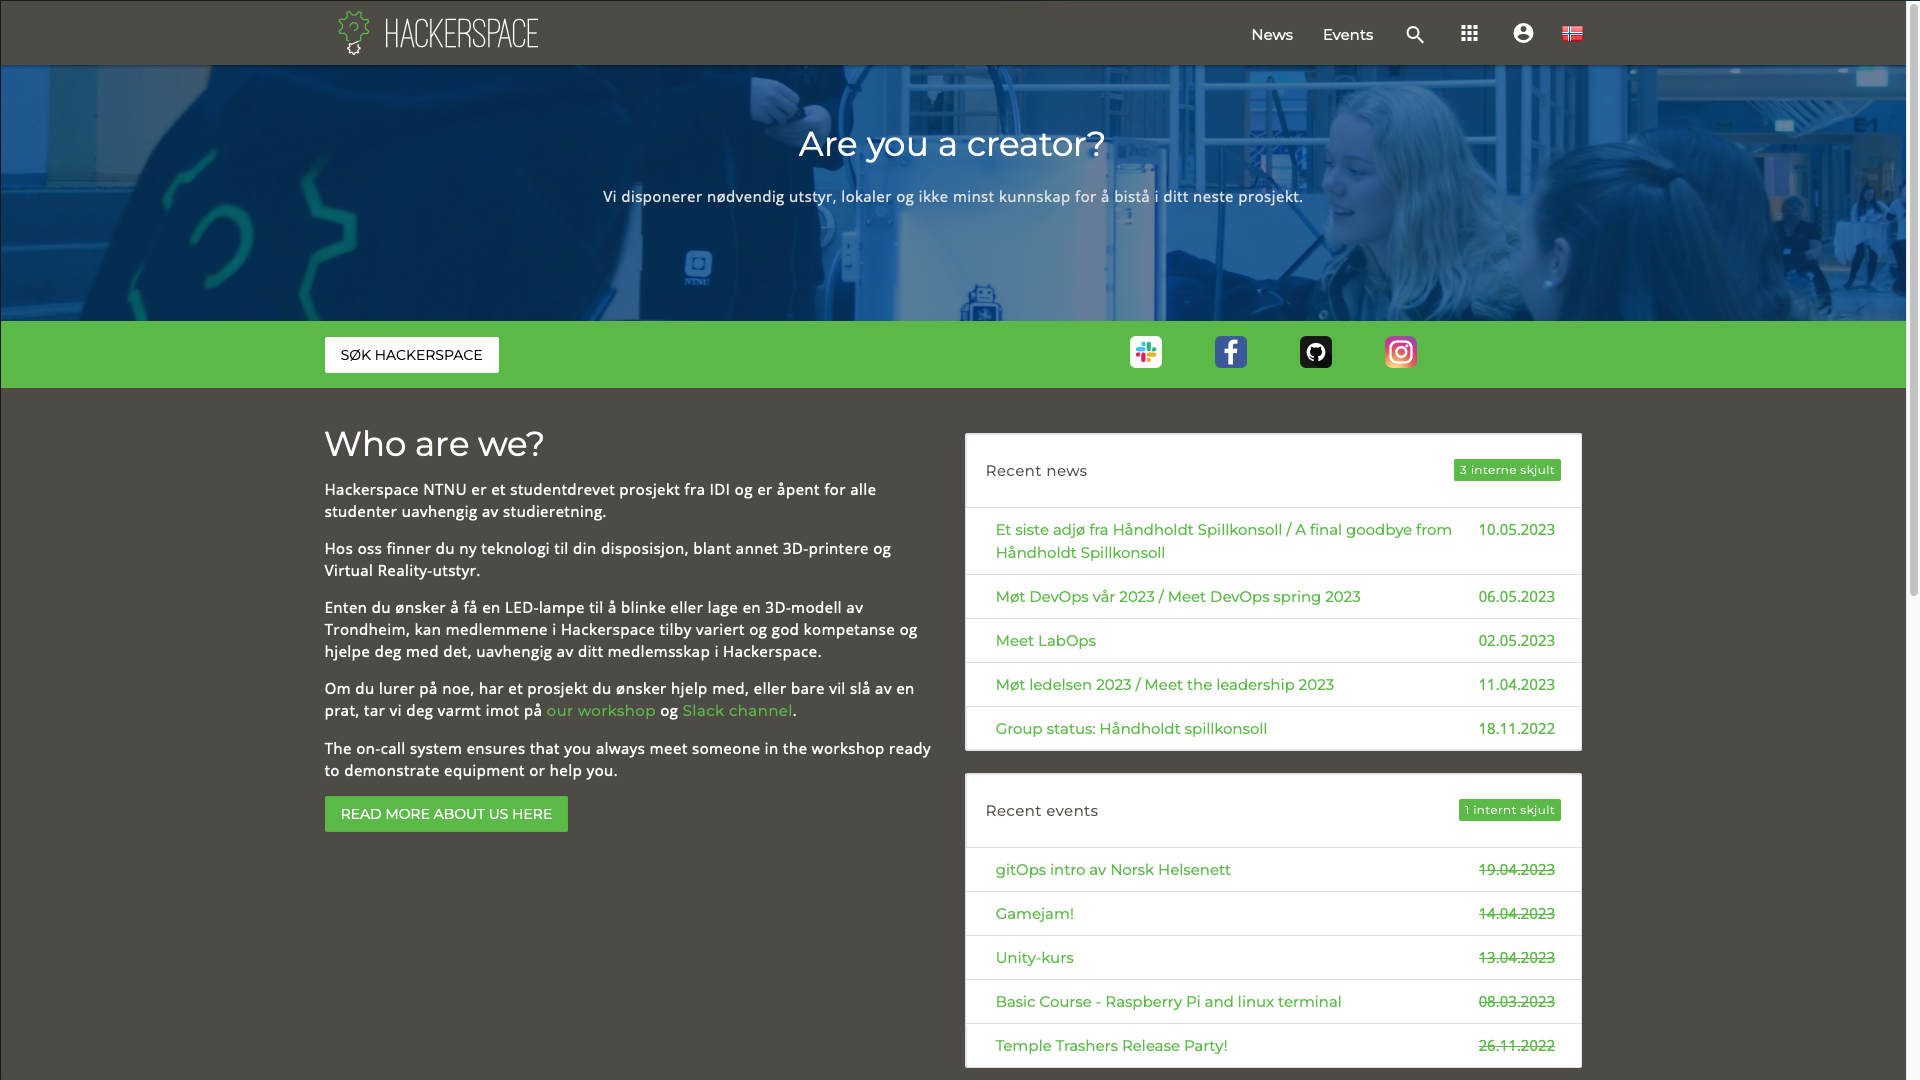 HACKERSPACE
News
Events
Are you a creator?
Vi disponerer nødvendig utstyr, lokaler og ikke minst kunnskap for å bistå i ditt neste prosjekt.
E1
NTNU
SØK HACKERSPACE
Who are we?
Hackerspace NTNU er et studentdrevet prosjekt fra IDI og er åpent for alle
studenter uavhengig av studieretning.
Hos oss finner du ny teknologi til din disposisjon, blant annet 3D-printere og
Virtual Reality-utstyr.
Enten du ønsker å få en LED-lampe til å blinke eller lage en 3D-modell av
Trondheim, kan medlemmene i Hackerspace tilby variert og god kompetanse og
hjelpe deg med det, uavhengig av ditt medlemsskap i Hackerspace.
Om du lurer på noe, har et prosjekt du ønsker hjelp med, eller bare vil slå av en
prat, tar vi deg varmt imot på our workshop og Slack channel.
The on-call system ensures that you always meet someone in the workshop ready
to demonstrate equipment or help you.
READ MORE ABOUT US HERE
Recent news
3 interne skjult
Et siste adjø fra Håndholdt Spillkonsoll / A final goodbye from
Håndholdt Spillkonsoll
10.05.2023
Møt DevOps vår 2023 / Meet DevOps spring 2023
06.05.2023
Meet LabOps
02.05.2023
Møt ledelsen 2023 / Meet the leadership 2023
11.04.2023
Group status: Håndholdt spillkonsoll
18.11.2022
Recent events
1 internt skjult
gitOps intro av Norsk Helsenett
19.04.2023
Gamejam!
14.04.2023
Unity-kurs
13.04.2023
Basic Course - Raspberry Pi and linux terminal
08.03.2023
Temple Trashers Release Party!
26.11.2022